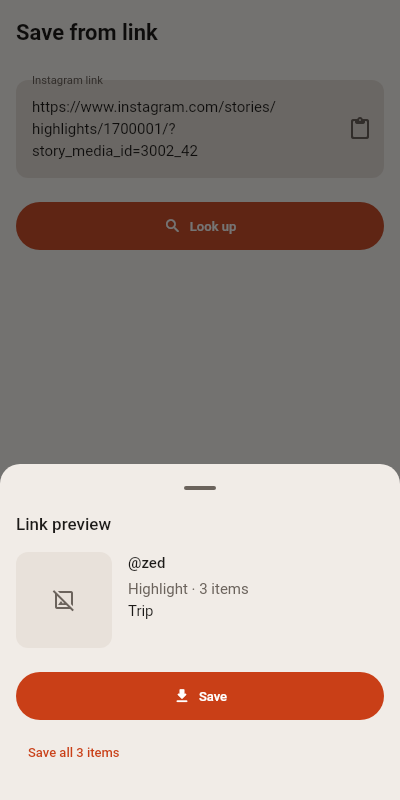 Save from link
Instagram link
https://www.instagram.com/stories/
highlights/1700001/?
story_media_id=3002_42
Look up
Link preview
@zed
Highlight · 3 items
Trip
Save
Save all 3 items